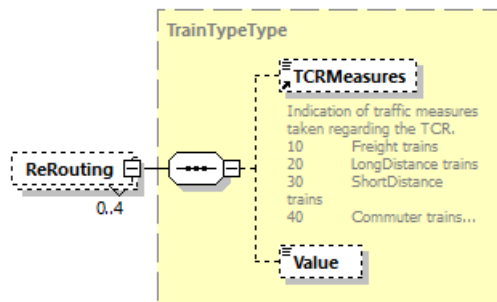 TrainTypeType
TCRMeasures
Indication of traffic measures
taken regarding the TCR.
10 Freight trains
20 LongDistance trains
30 ShortDistance
trains
40 Commuter trains...
ReRouting
0..4
Value